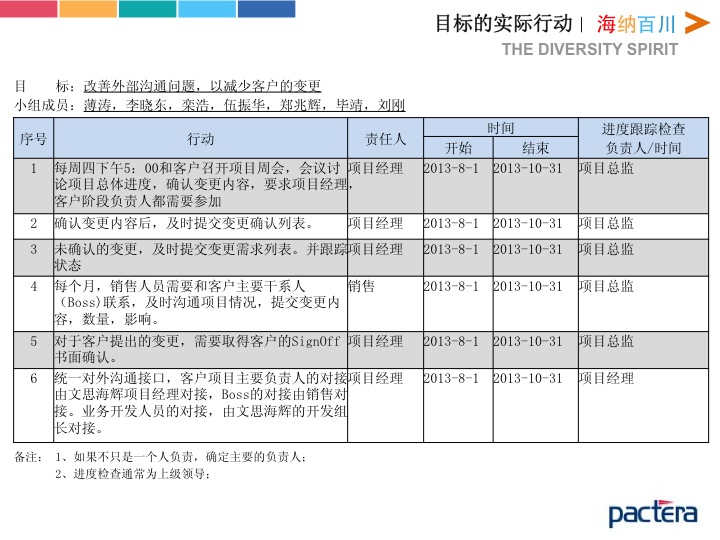 目标的实际行动 | 海纳百川
THE DIVERSITY SPIRIT
目 标：改善外部沟通问题，以减少客户的变更
小组成员：薄涛，李晓东，栾浩，伍振华，郑兆辉，毕靖，刘刚
序号 行动 责任人 时间 进度跟踪检查
开始 结束 负责人/时间
1 每周四下午5：00和客户召开项目周会，会议讨 项目经理 2013-8-1 2013-10-31 项目总监
论项目总体进度，确认变更内容，要求项目经理，
客户阶段负责人都需要参加
2 确认变更内容后，及时提交变更确认列表。 项目经理 2013-8-1 2013-10-31 项目总监
3 未确认的变更，及时提交变更需求列表。并跟踪 项目经理 2013-8-1 2013-10-31 项目总监
状态
4 每个月，销售人员需要和客户主要干系人 销售 2013-8-1 2013-10-31 项目总监
（Boss)联系，及时沟通项目情况，提交变更内
容，数量，影响。
5 对于客户提出的变更，需要取得客户的SignOff 项目经理 2013-8-1 2013-10-31 项目总监
书面确认。
6 统一对外沟通接口，客户项目主要负责人的对接 项目经理 2013-8-1 2013-10-31 项目经理
由文思海辉项目经理对接，Boss的对接由销售对
接。业务开发人员的对接，由文思海辉的开发组
长对接。
备注： 1、如果不只是一个人负责，确定主要的负责人；
2、进度检查通常为上级领导；
pactera